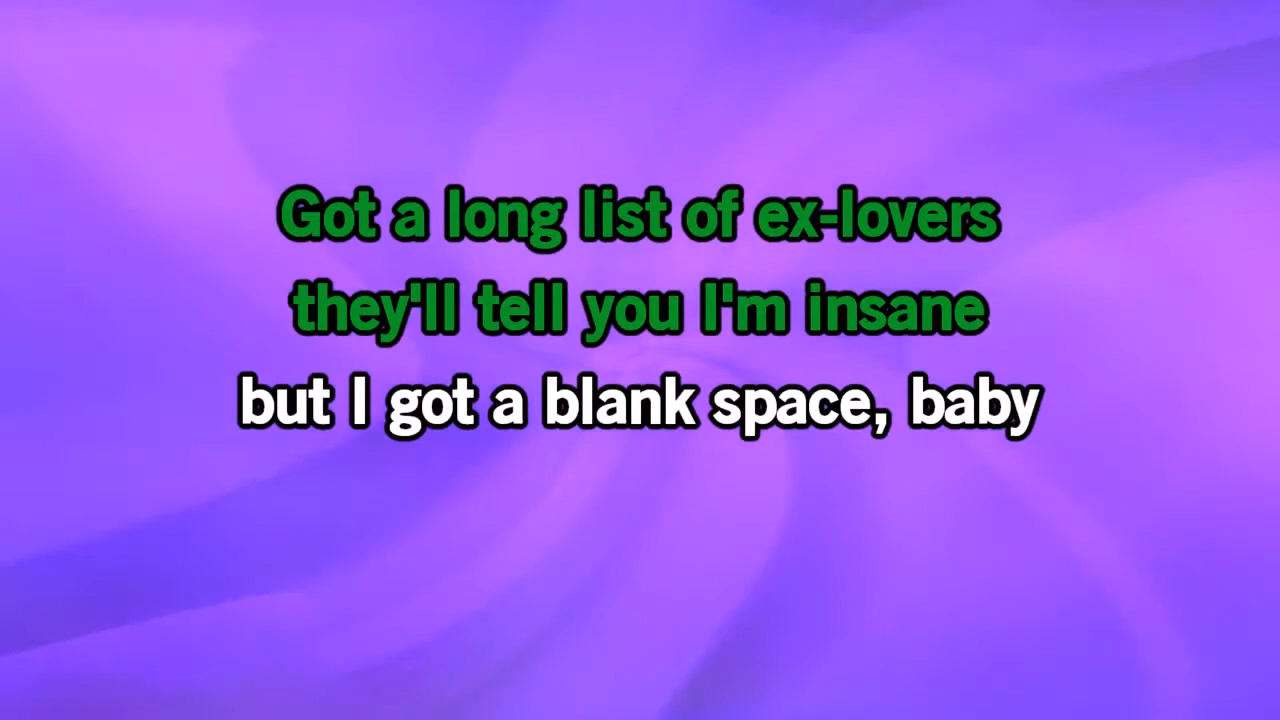 Got a long list of ex-lovers
they'll tell you I'm insane
but I got a blank space, baby